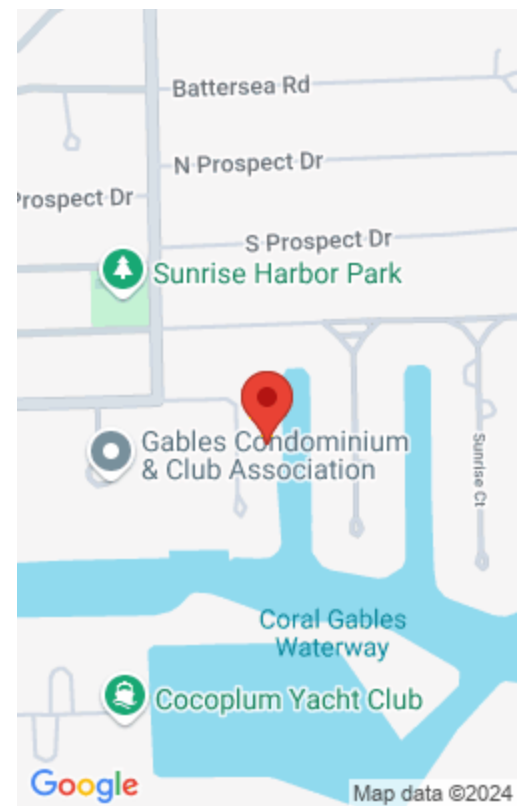 Battersea Rd
N Prospect Dr
Prospect Dr
S Prospect Dr
Sunrise Harbor Park
Gables Condominium
& Club Association
Sunrise Ct
Coral Gables
Waterway
Cocoplum Yacht Club
Google
Map data ©2024